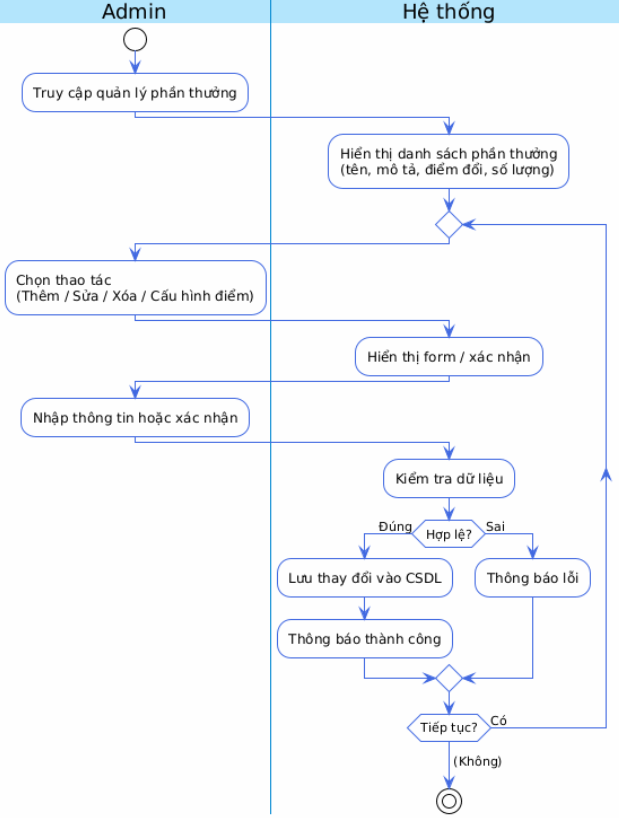 Admin
Hệ thống
Truy cập quản lý phần thưởng
Hiển thị danh sách phần thưởng
(tên, mô tả, điểm đổi, số lượng)
Chọn thao tác
(Thêm / Sửa / Xóa / Cấu hình điểm)
Hiển thị form / xác nhận
Nhập thông tin hoặc xác nhận
Kiểm tra dữ liệu
Đúng
Hợp lệ?
Sai
Lưu thay đổi vào CSDL
Thông báo lỗi
Thông báo thành công
Tiếp tục?
Có
(Không)